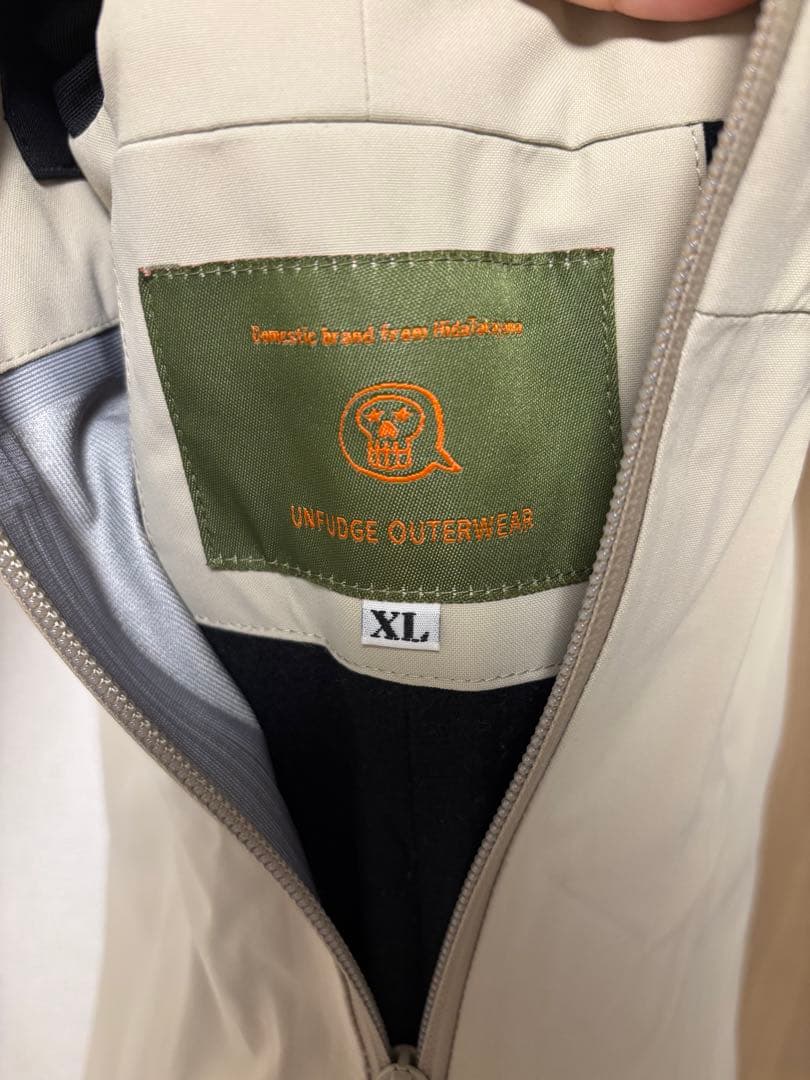 Domestic brand from HidaTakayama
UNFUDGE OUTERWEAR
XL